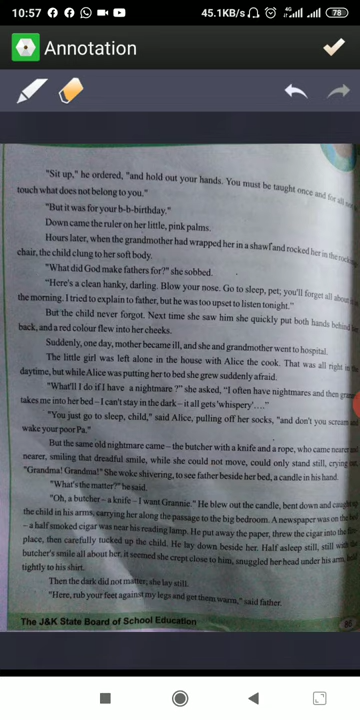 10:57 45.1KB/s 4G 78
Annotation
"Sit up," he ordered, "and hold out your hands. You must be taught once and for all
touch what does not belong to you."
"But it was for your b-b-birthday."
Down came the ruler on her little, pink palms.
Hours later, when the grandmother had wrapped her in a shawl and rocked her in the
chair, the child clung to her soft body.
"What did God make fathers for?" she sobbed.
"Here's a clean hanky, darling. Blow your nose. Go to sleep, pet; you'll forget all about
the morning. I tried to explain to father, but he was too upset to listen tonight."
But the child never forgot. Next time she saw him she quickly put both hands behind
back, and a red colour flew into her cheeks.
Suddenly, one day, mother became ill, and she and grandmother went to hospital.
The little girl was left alone in the house with Alice the cook. That was all right in
daytime, but while Alice was putting her to bed she grew suddenly afraid.
"What'll I do if I have a nightmare?" she asked, "I often have nightmares and then
takes me into her bed – I can't stay in the dark – it all gets 'whispery'...."
"You just go to sleep, child," said Alice, pulling off her socks, "and don't you scream
wake your poor Pa."
But the same old nightmare came – the butcher with a knife and a rope, who came nearer
nearer, smiling that dreadful smile, while she could not move, could only stand still, crying
"Grandma! Grandma!" She woke shivering, to see father beside her bed, a candle in his hand.
"What's the matter?" he said.
"Oh, a butcher – a knife – I want Grannie." He blew out the candle, bent down and caught
the child in his arms, carrying her along the passage to the big bedroom. A newspaper was on the
– a half smoked cigar was near his reading lamp. He put away the paper, threw the cigar into the
place, then carefully tucked up the child. He lay down beside her. Half asleep still, still with the
butcher's smile all about her, it seemed she crept close to him, snuggled her head under his arm,
tightly to his shirt.
Then the dark did not matter; she lay still.
"Here, rub your feet against my legs and get them warm," said father.
The J&K State Board of School Education